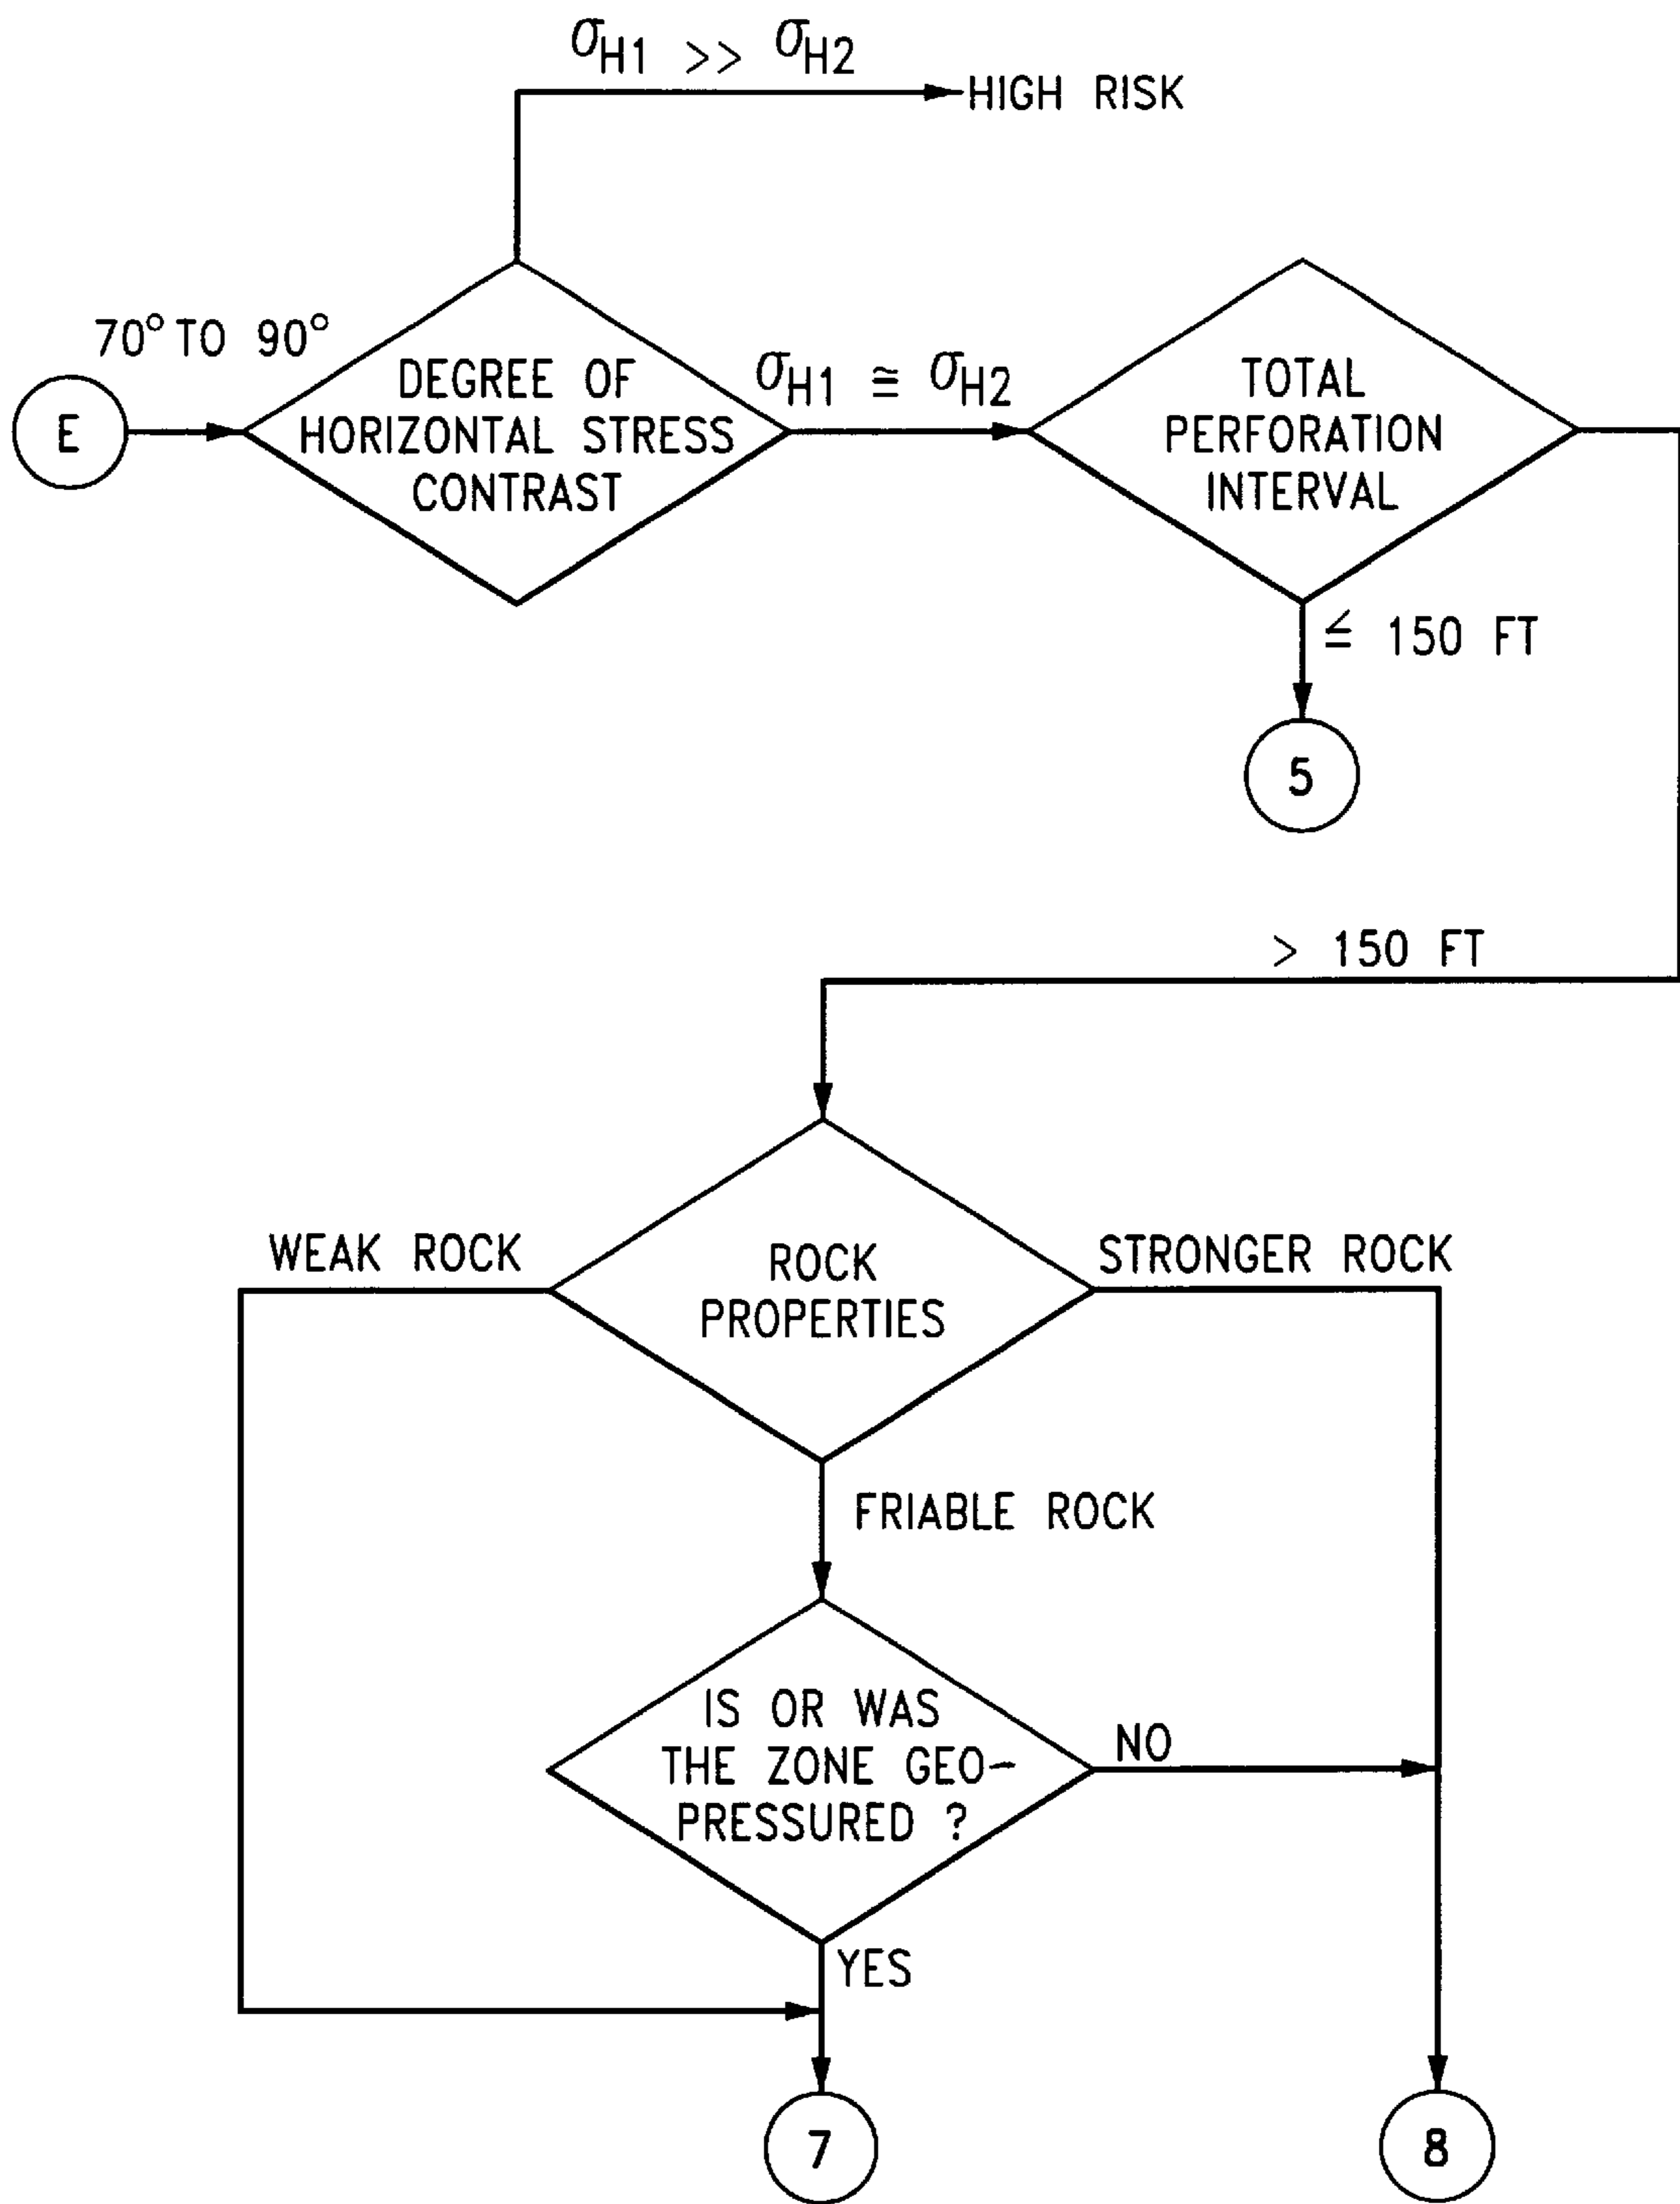 σH1 >> σH2
HIGH RISK
70° TO 90°
E
DEGREE OF
HORIZONTAL STRESS
CONTRAST
σH1 ≅ σH2
TOTAL
PERFORATION
INTERVAL
≦ 150 FT
5
> 150 FT
WEAK ROCK
ROCK
PROPERTIES
STRONGER ROCK
FRIABLE ROCK
IS OR WAS
THE ZONE GEO-
PRESSURED ?
NO
YES
7
8